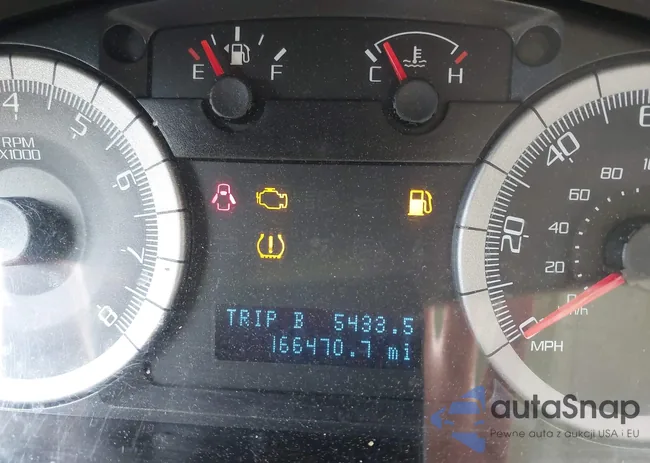 E F
C H
4 5 6 7 8
RPM
X1000
20 40 6
20 40 60 80
MPH
TRIP B 5433.5
166470.7 mi
autaSnap
Pewne auta z aukcji USA i EU